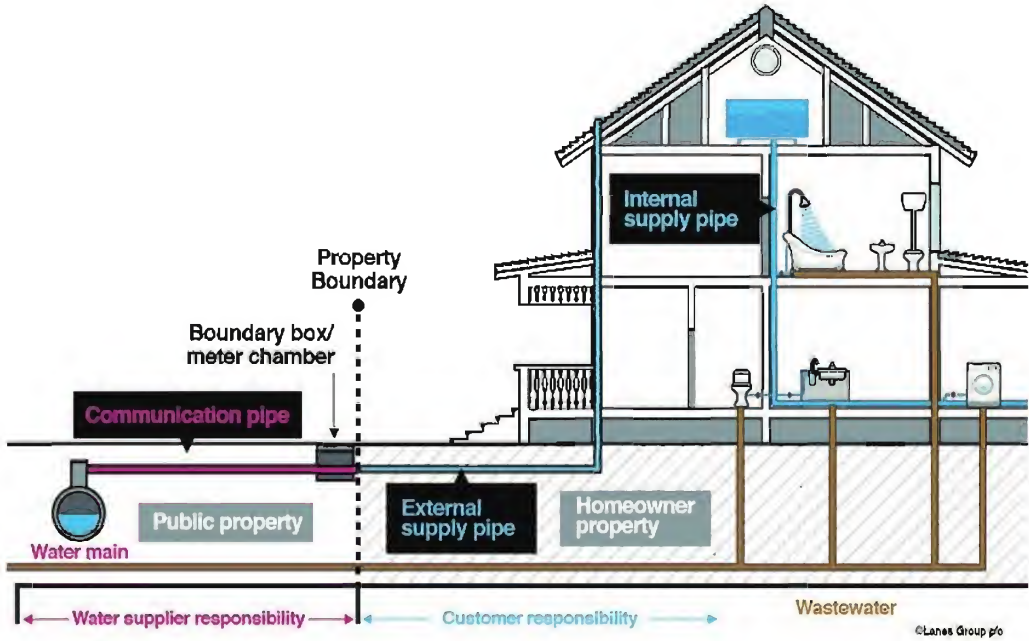 Internal
supply pipe
Property
Boundary
Boundary box/
meter chamber
Communication pipe
External
supply pipe
Homeowner
property
Public property
Water main
Water supplier responsibility
Customer responsibility
Wastewater
©Lanes Group plc